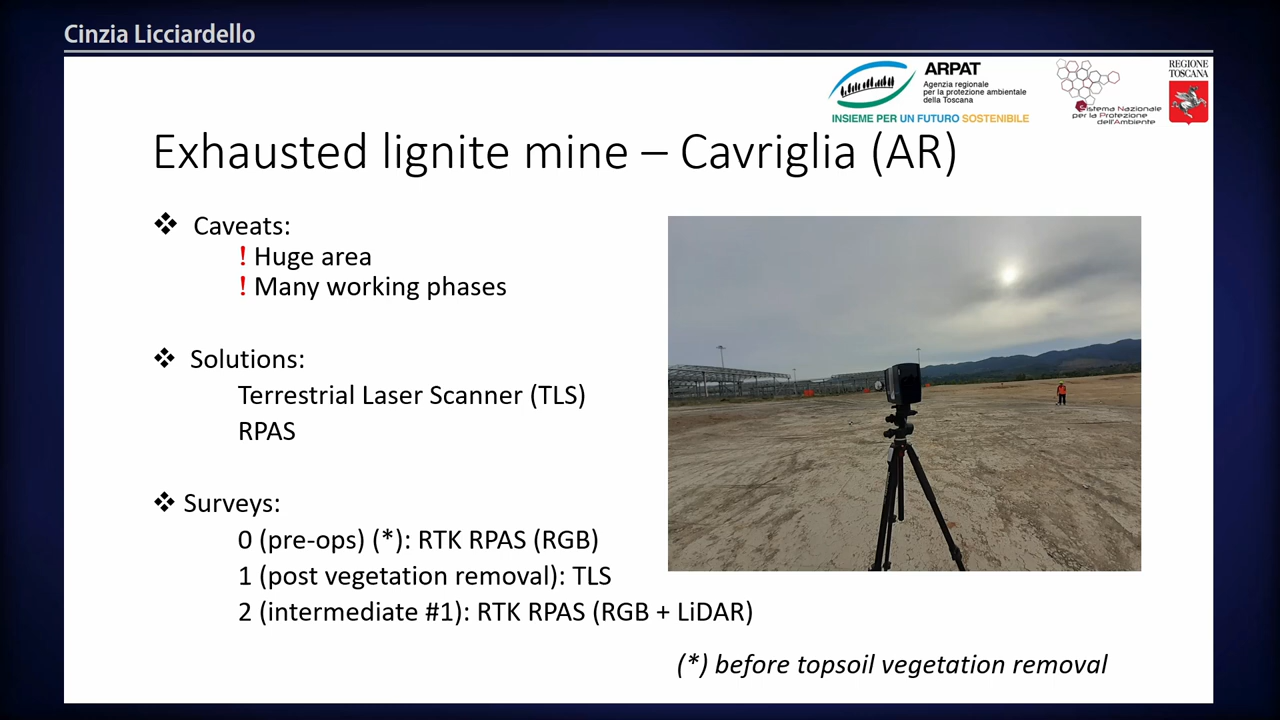 Cinzia Licciardello
ARPAT
Agenzia regionale
per la protezione ambientale
della Toscana
INSIEME PER UN FUTURO SOSTENIBILE
Sistema Nazionale
per la Protezione
dell'Ambiente
REGIONE
TOSCANA
Exhausted lignite mine – Cavriglia (AR)
❖ Caveats:
! Huge area
! Many working phases
❖ Solutions:
Terrestrial Laser Scanner (TLS)
RPAS
❖ Surveys:
0 (pre-ops) (*): RTK RPAS (RGB)
1 (post vegetation removal): TLS
2 (intermediate #1): RTK RPAS (RGB + LiDAR)
(*) before topsoil vegetation removal